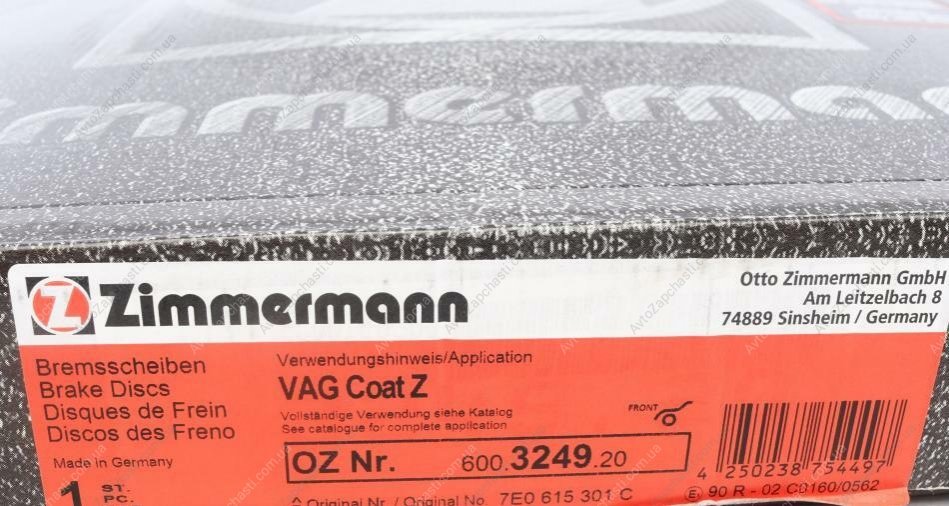 Zimmermann
Otto Zimmermann GmbH
Am Leitzelbach 8
74889 Sinsheim / Germany
Bremsscheiben
Brake Discs
Disques de Frein
Discos des Freno
Made in Germany
1 ST.
PC.
Verwendungshinweis/Application
VAG Coat Z
Vollständige Verwendung siehe Katalog
See catalogue for complete application
FRONT
OZ Nr. 600.3249.20
^ Original Nr. / Original No 7E0 615 301 C
4 250238 754497
E 90 R - 02 C0160/0562
AvtoZapchasti.com.ua